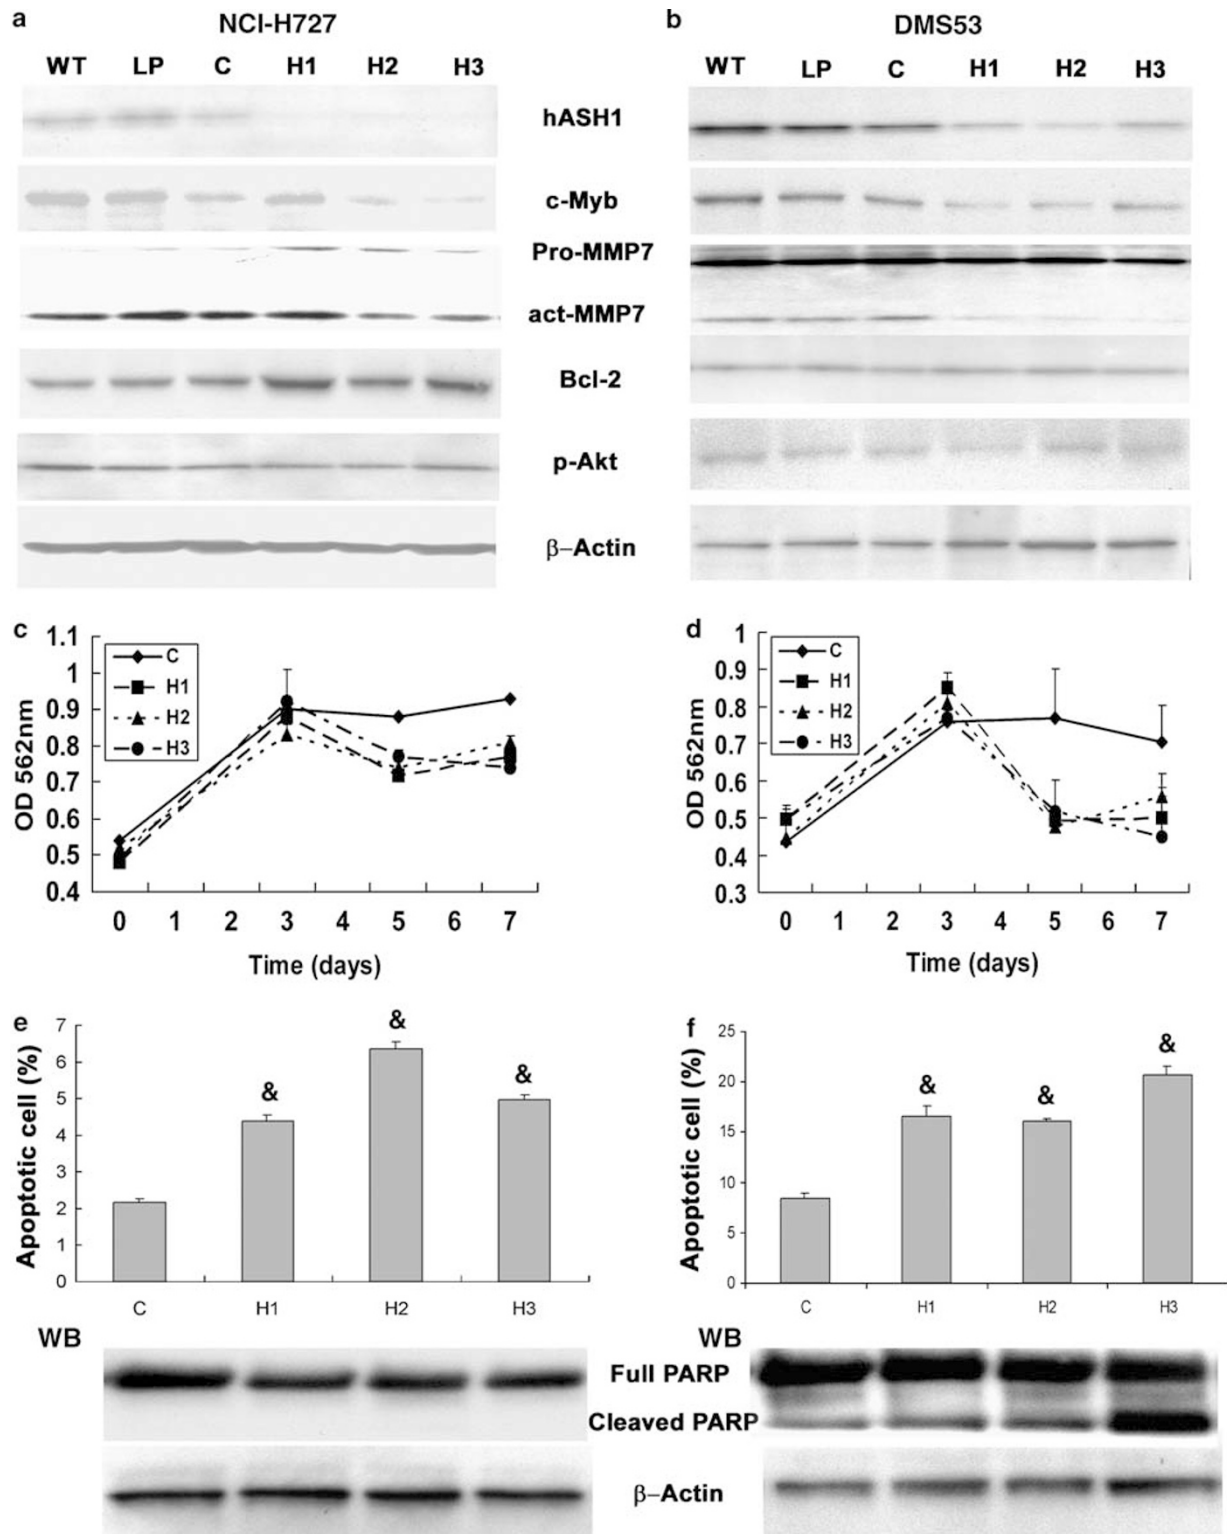 a NCI-H727
WT LP C H1 H2 H3
b DMS53
WT LP C H1 H2 H3
hASH1
c-Myb
Pro-MMP7
act-MMP7
Bcl-2
p-Akt
β–Actin
c
1.1
1
0.9
0.8
0.7
0.6
0.5
0.4
OD 562nm
C
H1
H2
H3
0 1 2 3 4 5 6 7
Time (days)
d
1
0.9
0.8
0.7
0.6
0.5
0.4
0.3
OD 562nm
C
H1
H2
H3
0 1 2 3 4 5 6 7
Time (days)
e
7
6
5
4
3
2
1
0
Apoptotic cell (%)
& & &
C H1 H2 H3
f
25
20
15
10
5
0
Apoptotic cell (%)
& & &
C H1 H2 H3
WB
WB
Full PARP
Cleaved PARP
β–Actin